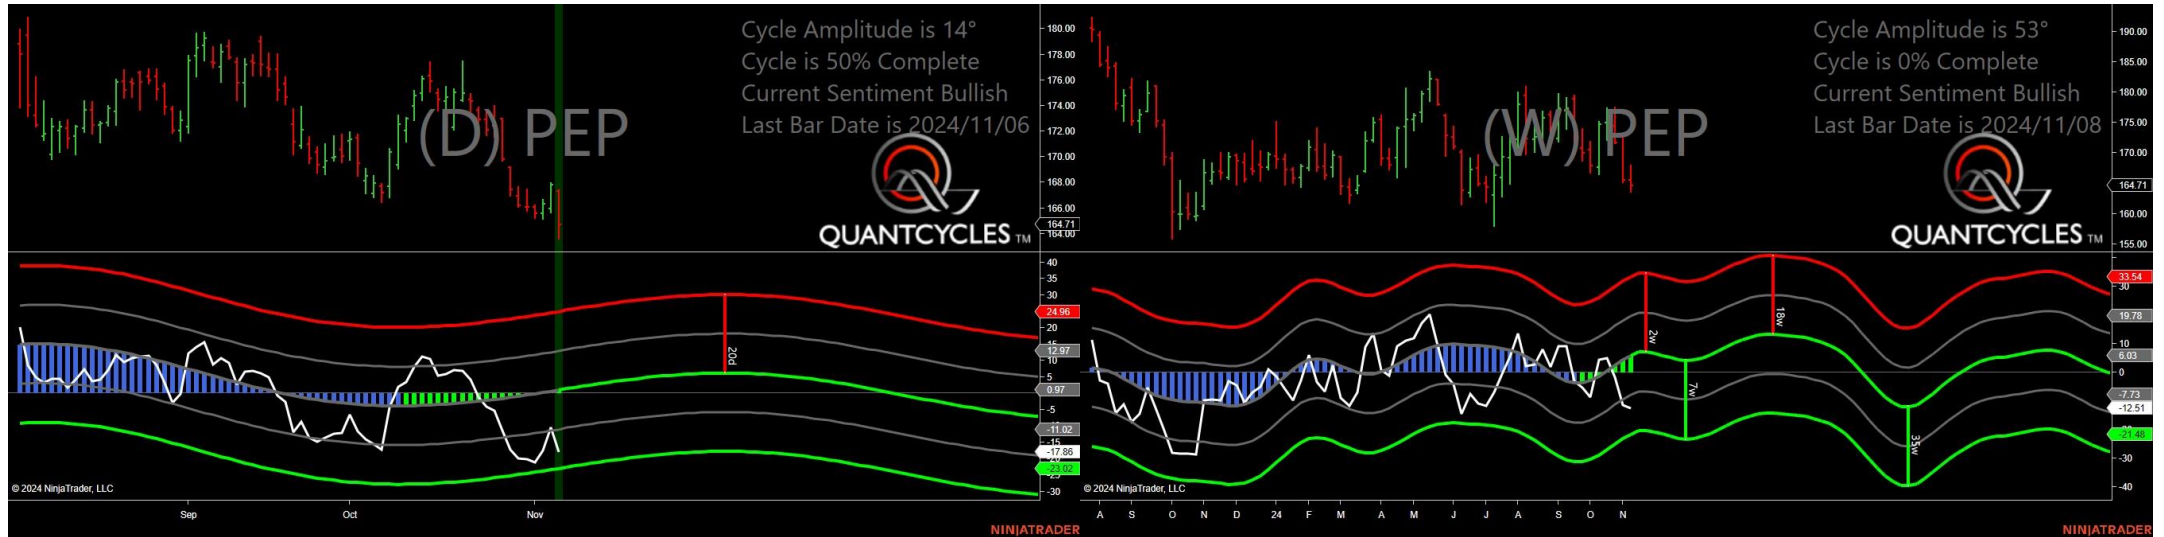 Cycle Amplitude is 14°
Cycle is 50% Complete
Current Sentiment Bullish
Last Bar Date is 2024/11/06
(D) PEP
QUANTCYCLES TM
180.00
178.00
176.00
174.00
172.00
170.00
168.00
166.00
164.71
164.00
40
35
30
24.96
20
15
12.97
10
5
0.97
-5
-11.02
-15
-17.86
-23.02
-30
20d
© 2024 NinjaTrader, LLC
Sep
Oct
Nov
NINJATRADER
Cycle Amplitude is 53°
Cycle is 0% Complete
Current Sentiment Bullish
Last Bar Date is 2024/11/08
(W) PEP
QUANTCYCLES TM
190.00
185.00
180.00
175.00
170.00
164.71
160.00
155.00
33.54
30
19.78
6.03
0
-7.73
-12.51
-21.48
-30
-40
2w
7w
18w
35w
© 2024 NinjaTrader, LLC
A S O N D 24 F M A M J J A S O N
NINJATRADER